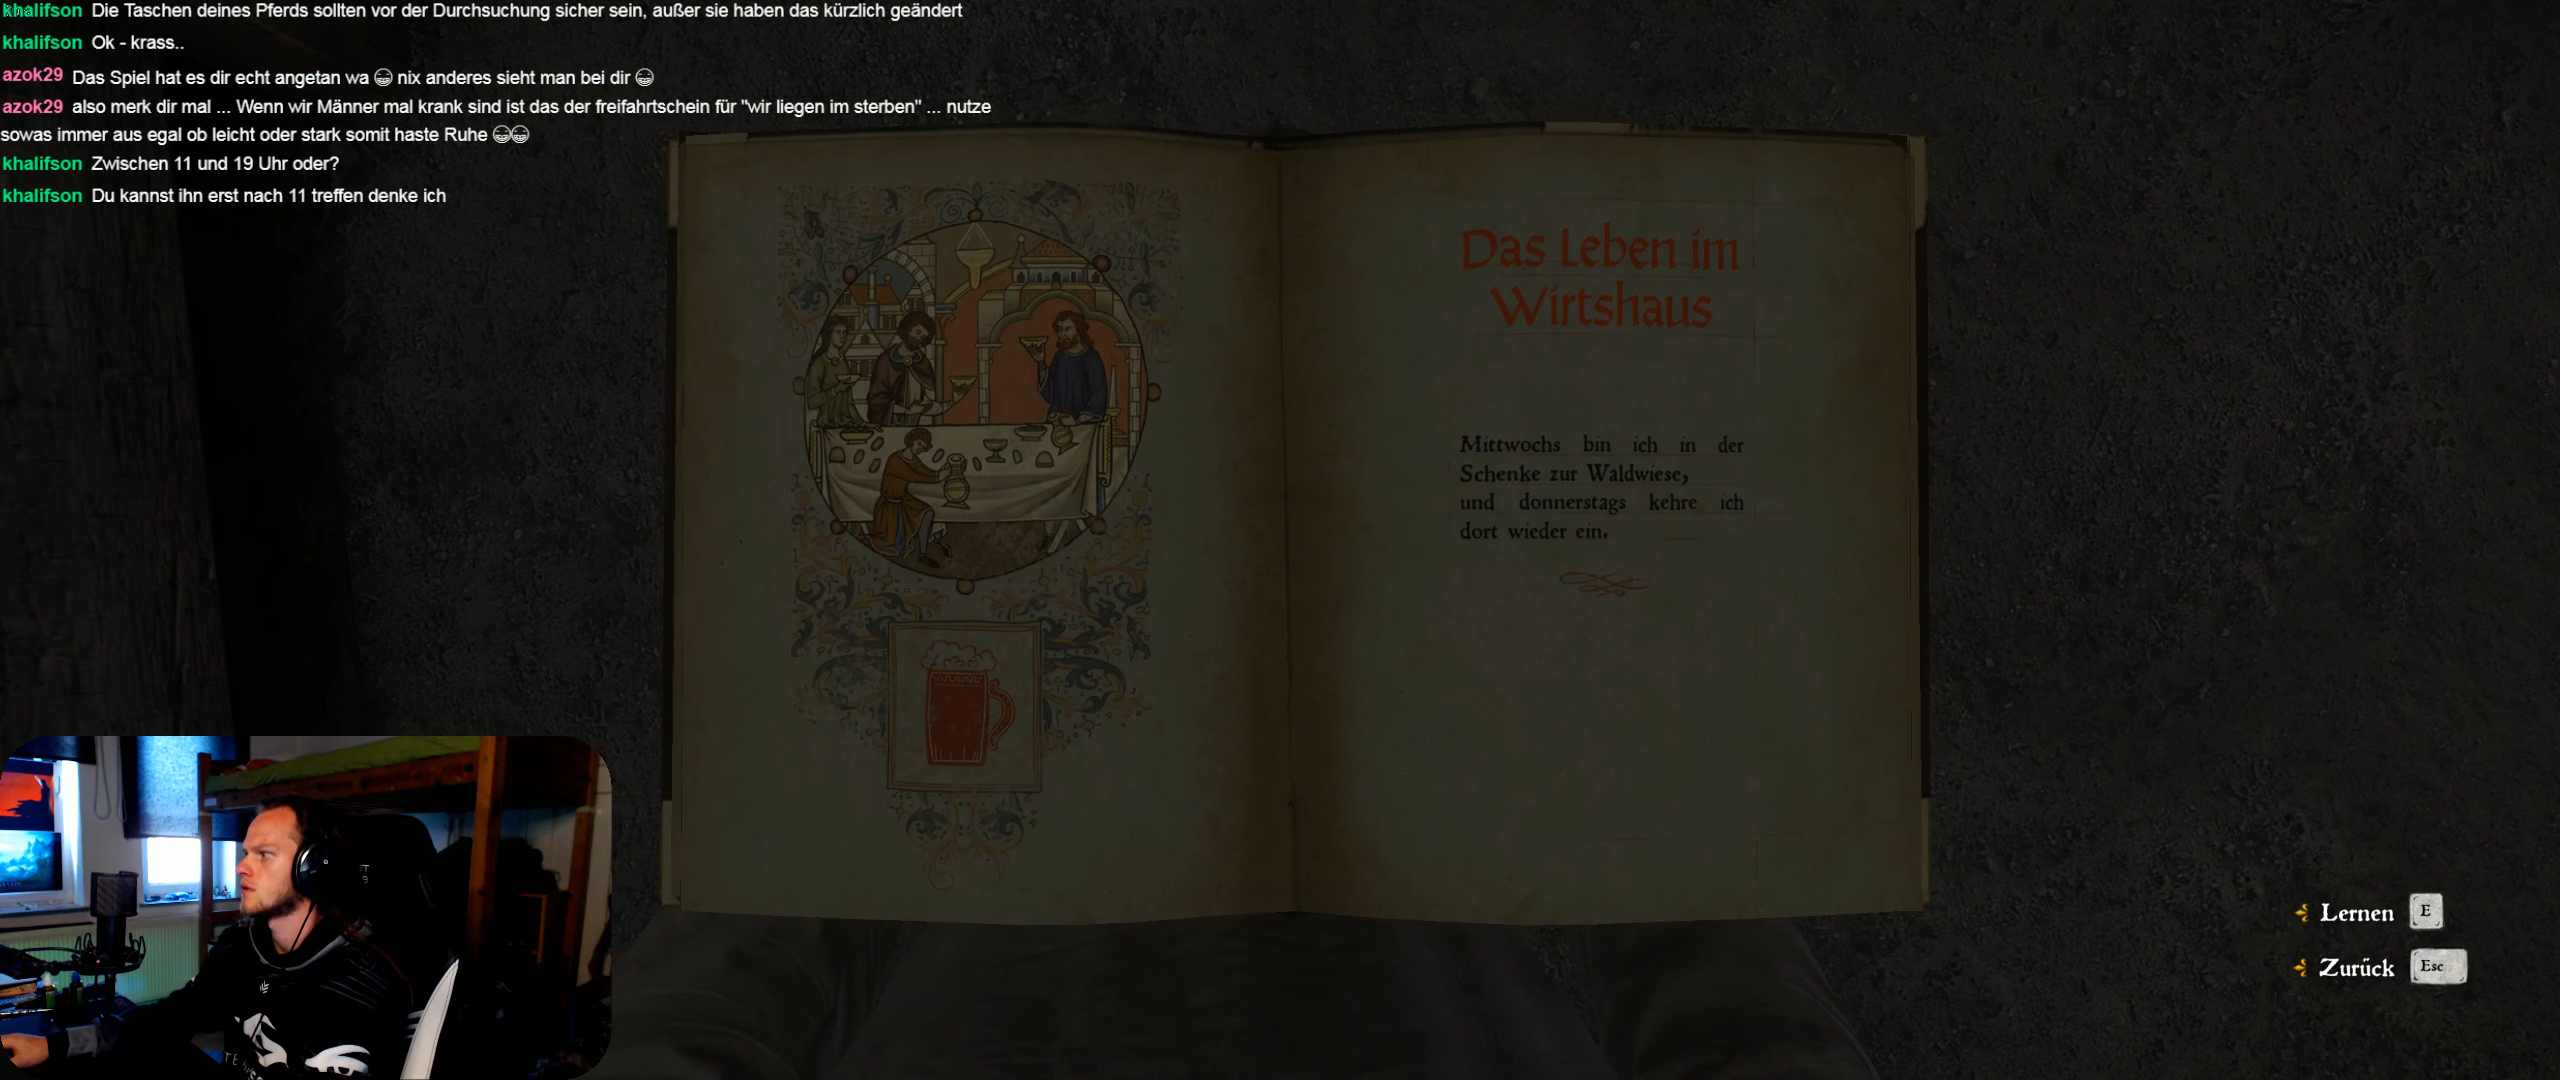 khalifson Die Taschen deines Pferds sollten vor der Durchsuchung sicher sein, außer sie haben das kürzlich geändert
khalifson Ok - krass..
azok29 Das Spiel hat es dir echt angetan wa 😂 nix anderes sieht man bei dir 😂
azok29 also merk dir mal ... Wenn wir Männer mal krank sind ist das der freifahrtschein für "wir liegen im sterben" ... nutze
sowas immer aus egal ob leicht oder stark somit haste Ruhe 😂😂
khalifson Zwischen 11 und 19 Uhr oder?
khalifson Du kannst ihn erst nach 11 treffen denke ich
Das Leben im
Wirtshaus
Mittwochs bin ich in der
Schenke zur Waldwiese,
und donnerstags kehre ich
dort wieder ein.
Lernen E
Zurück Esc